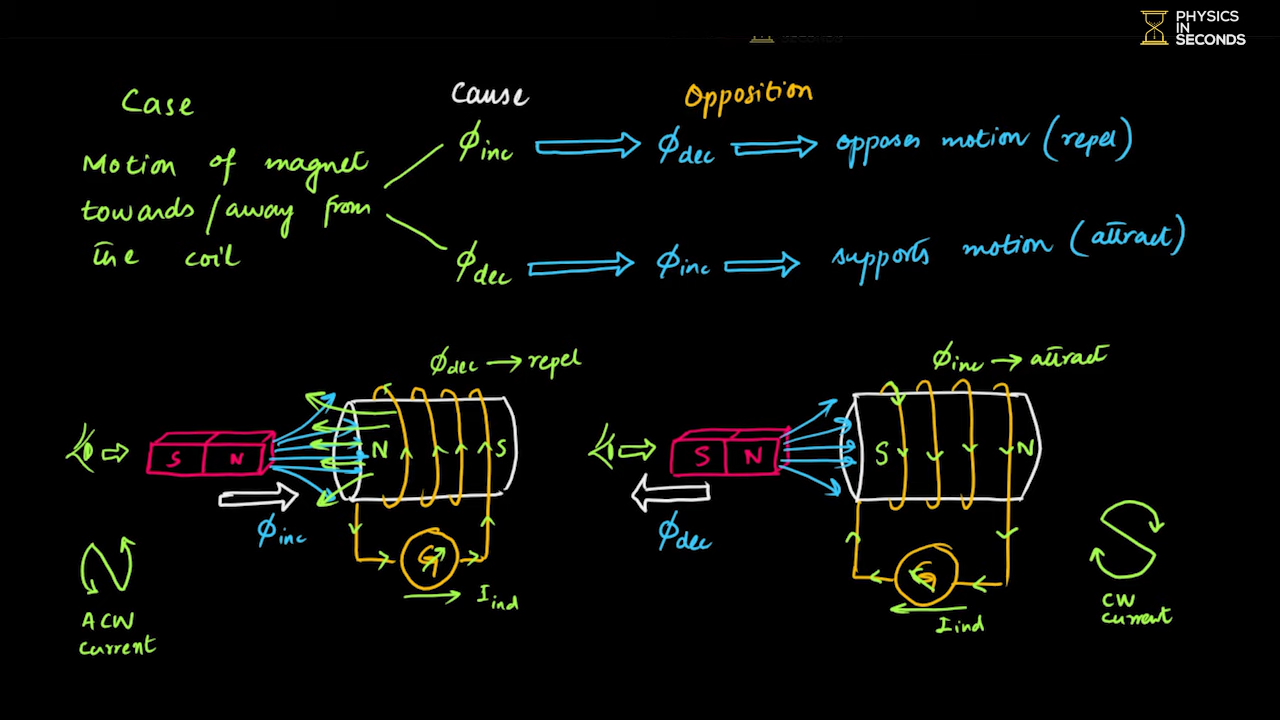 PHYSICS
IN
SECONDS
Case
Cause
Opposition
Motion of magnet
towards/away from
the coil
ϕinc ⇒ ϕdec ⇒ opposes motion (repel)
ϕdec ⇒ ϕinc ⇒ supports motion (attract)
ϕdec → repel
S N
N S
ϕinc
G
Iind
ACW
current
ϕinc → attract
S N
S N
ϕdec
G
Iind
CW
current